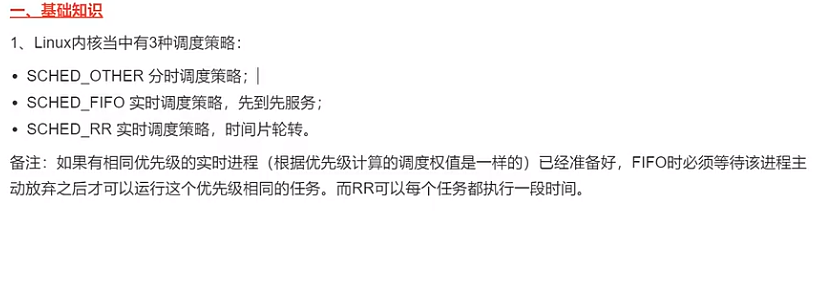 一、基础知识
1、Linux内核当中有3种调度策略：
• SCHED_OTHER 分时调度策略；
• SCHED_FIFO 实时调度策略，先到先服务；
• SCHED_RR 实时调度策略，时间片轮转。
备注：如果有相同优先级的实时进程（根据优先级计算的调度权值是一样的）已经准备好，FIFO时必须等待该进程主
动放弃之后才可以运行这个优先级相同的任务。而RR可以每个任务都执行一段时间。